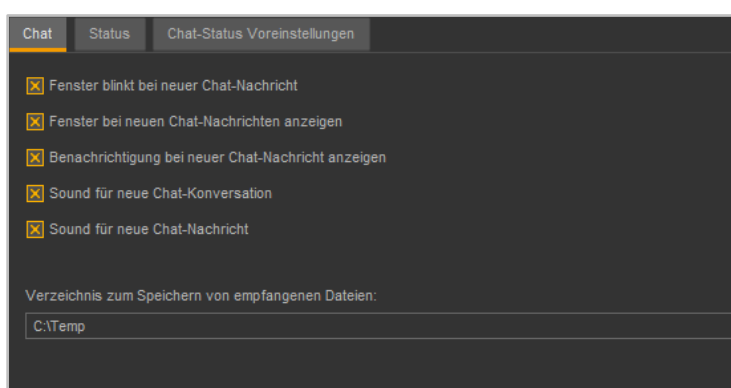 Chat Status Chat-Status Voreinstellungen
Fenster blinkt bei neuer Chat-Nachricht
Fenster bei neuen Chat-Nachrichten anzeigen
Benachrichtigung bei neuer Chat-Nachricht anzeigen
Sound für neue Chat-Konversation
Sound für neue Chat-Nachricht
Verzeichnis zum Speichern von empfangenen Dateien:
C:\Temp